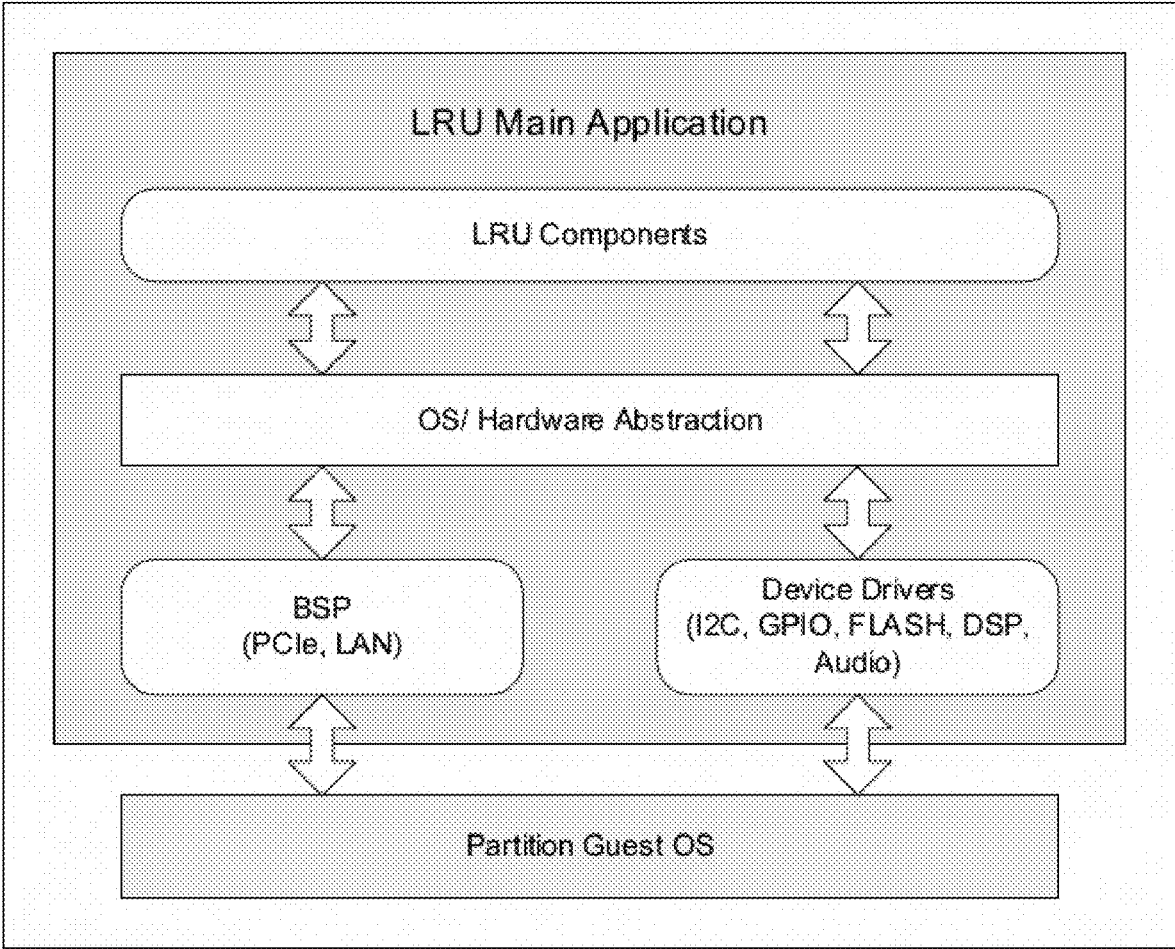 LRU Main Application
LRU Components
OS/ Hardware Abstraction
BSP
(PCIe, LAN)
Device Drivers
(I2C, GPIO, FLASH, DSP,
Audio)
Partition Guest OS